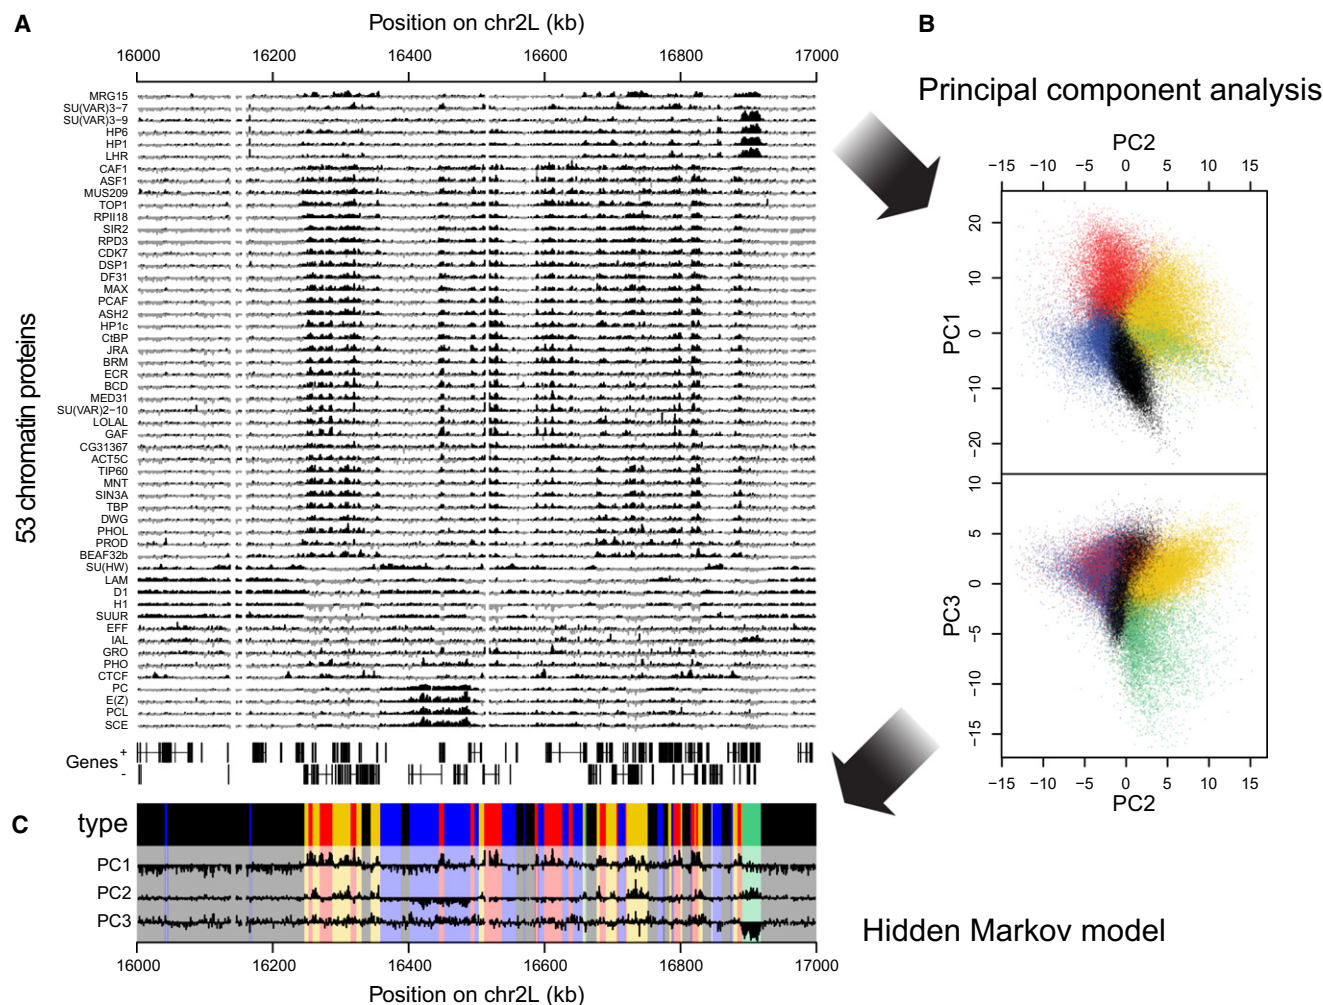 A
Position on chr2L (kb)
16000 16200 16400 16600 16800 17000
53 chromatin proteins
MRG15
SU(VAR)3−7
SU(VAR)3−9
HP6
HP1
LHR
CAF1
ASF1
MUS209
TOP1
RPII18
SIR2
RPD3
CDK7
DSP1
DF31
MAX
PCAF
ASH2
HP1c
CtBP
JRA
BRM
ECR
BCD
MED31
SU(VAR)2−10
LOLAL
GAF
CG31367
ACT5C
TIP60
MNT
SIN3A
TBP
DWG
PHOL
PROD
BEAF32b
SU(HW)
LAM
D1
H1
SUUR
EFF
IAL
GRO
PHO
CTCF
PC
E(Z)
PCL
SCE
Genes + -
B
Principal component analysis
PC2
−15 −10 −5 0 5 10 15
PC1
20
10
0
−10
−20
PC3
10
5
0
−5
−10
−15
−15 −10 −5 0 5 10 15
PC2
C
type
PC1
PC2
PC3
Hidden Markov model
16000 16200 16400 16600 16800 17000
Position on chr2L (kb)